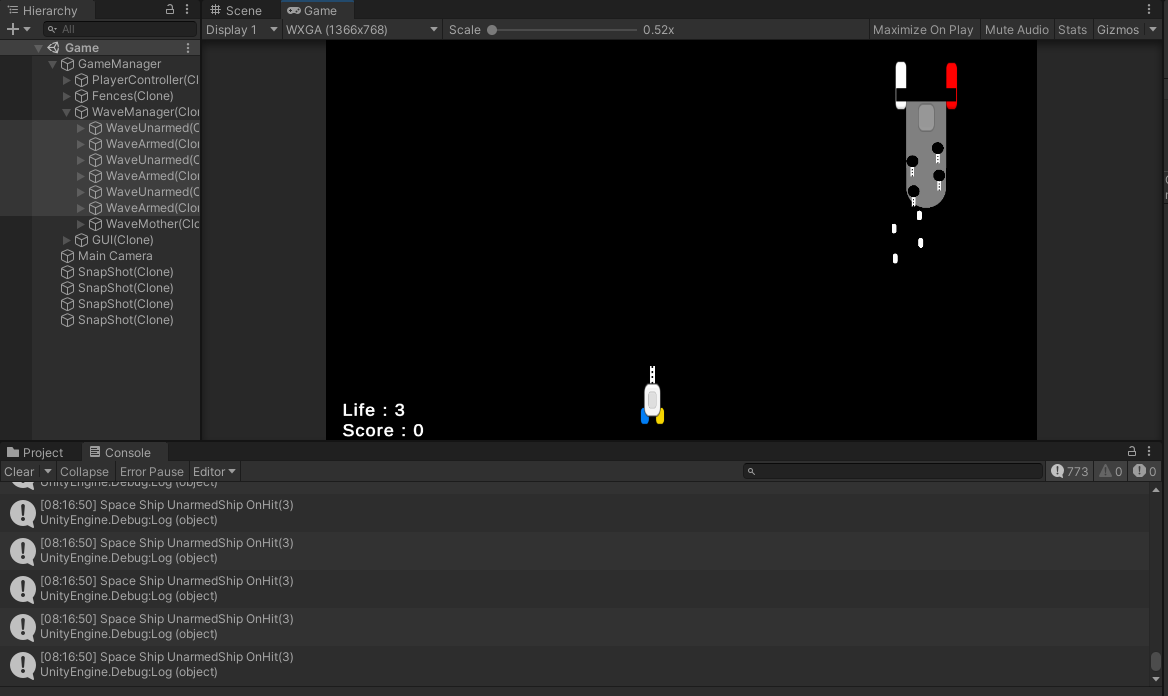 Hierarchy
All
Game
GameManager
PlayerController(Cl
Fences(Clone)
WaveManager(Clo
WaveUnarmed(C
WaveArmed(Clo
WaveUnarmed(C
WaveArmed(Clo
WaveUnarmed(C
WaveArmed(Clo
WaveMother(Clo
GUI(Clone)
Main Camera
SnapShot(Clone)
SnapShot(Clone)
SnapShot(Clone)
SnapShot(Clone)
Scene Game
Display 1 WXGA (1366x768) Scale 0.52x Maximize On Play Mute Audio Stats Gizmos
Life : 3
Score : 0
Project Console
Clear Collapse Error Pause Editor 773 0 0
UnityEngine.Debug:Log (object)
[08:16:50] Space Ship UnarmedShip OnHit(3)
UnityEngine.Debug:Log (object)
[08:16:50] Space Ship UnarmedShip OnHit(3)
UnityEngine.Debug:Log (object)
[08:16:50] Space Ship UnarmedShip OnHit(3)
UnityEngine.Debug:Log (object)
[08:16:50] Space Ship UnarmedShip OnHit(3)
UnityEngine.Debug:Log (object)
[08:16:50] Space Ship UnarmedShip OnHit(3)
UnityEngine.Debug:Log (object)